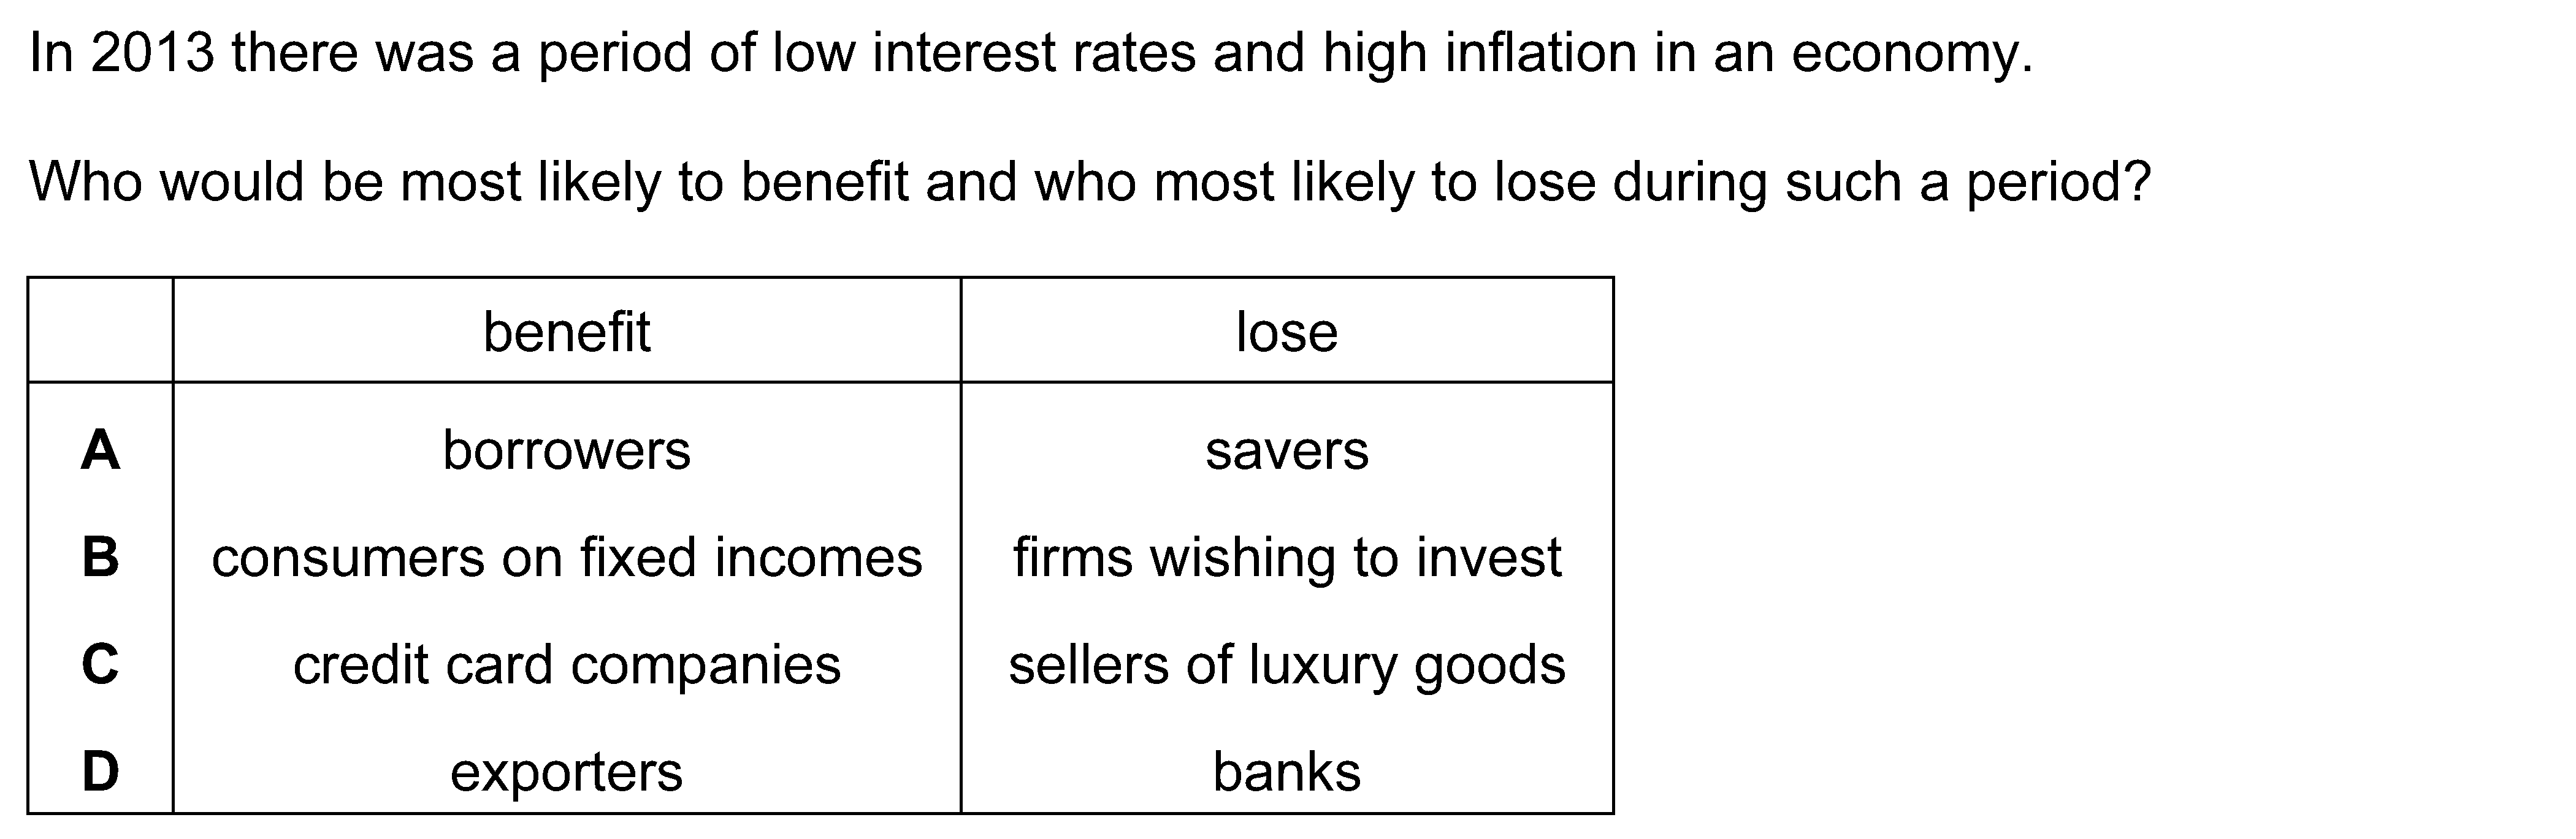 In 2013 there was a period of low interest rates and high inflation in an economy.
Who would be most likely to benefit and who most likely to lose during such a period?
benefit lose
A borrowers savers
B consumers on fixed incomes firms wishing to invest
C credit card companies sellers of luxury goods
D exporters banks